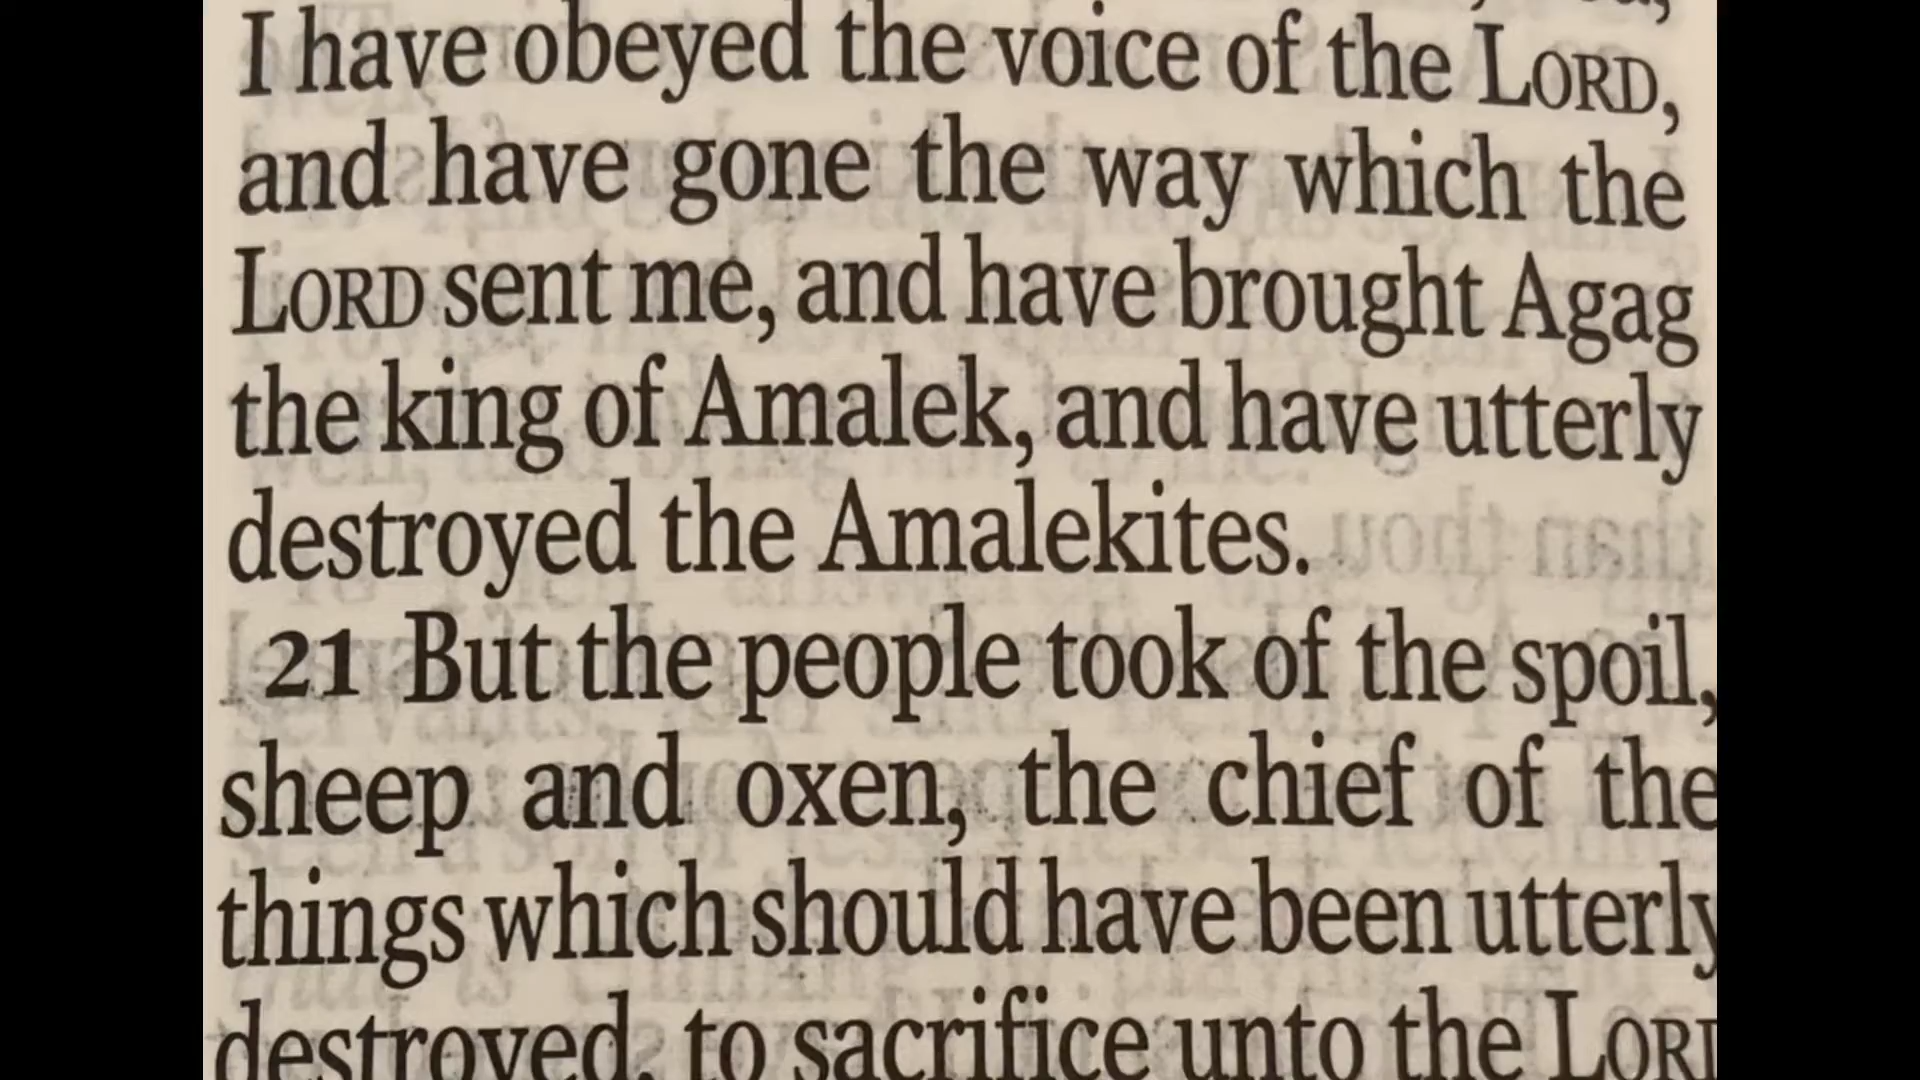 I have obeyed the voice of the LORD,
and have gone the way which the
LORD sent me, and have brought Agag
the king of Amalek, and have utterly
destroyed the Amalekites.
21 But the people took of the spoil,
sheep and oxen, the chief of the
things which should have been utterly
destroyed, to sacrifice unto the LORD